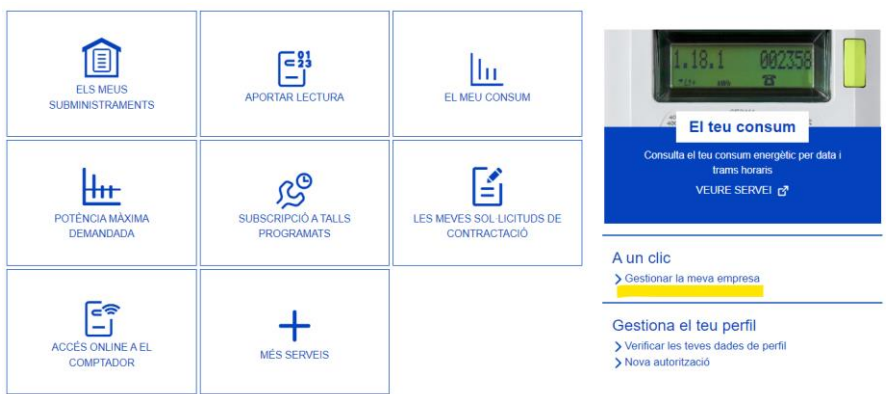 ELS MEUS
SUBMINISTRAMENTS
APORTAR LECTURA
EL MEU CONSUM
POTÈNCIA MÀXIMA
DEMANDADA
SUBSCRIPCIÓ A TALLS
PROGRAMATS
LES MEVES SOL·LICITUDS DE
CONTRACTACIÓ
ACCÉS ONLINE A EL
COMPTADOR
MÉS SERVEIS
1.18.1 002358
El teu consum
Consulta el teu consum energètic per data i
trams horaris
VEURE SERVEI
A un clic
Gestionar la meva empresa
Gestiona el teu perfil
Verificar les teves dades de perfil
Nova autorització